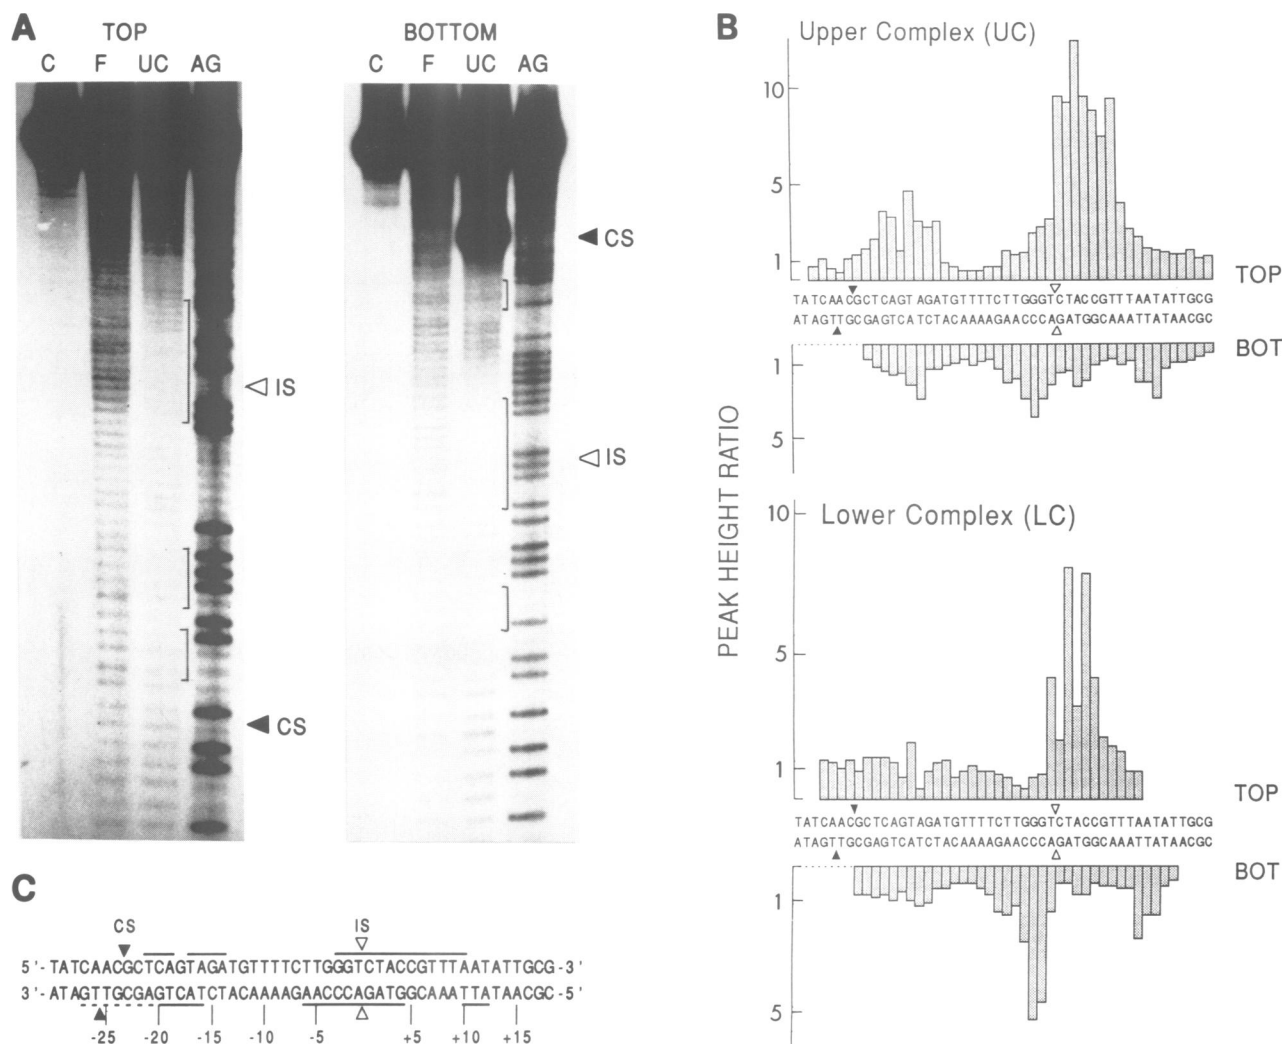 A
TOP
C F UC AG
IS
CS
BOTTOM
C F UC AG
CS
IS
B
Upper Complex (UC)
10
5
1
TOP
TATCAACGCTCAGTAGATGTTTTCTTGGGTCTACCGTTTAATATTGCG
ATAGTTGCGAGTCATCTACAAAAGAACCCAGATGGCAAATTATAACGC
BOT
1
5
PEAK HEIGHT RATIO
Lower Complex (LC)
10
5
1
TOP
TATCAACGCTCAGTAGATGTTTTCTTGGGTCTACCGTTTAATATTGCG
ATAGTTGCGAGTCATCTACAAAAGAACCCAGATGGCAAATTATAACGC
BOT
1
5
C
CS IS
5'-TATCAACGCTCAGTAGATGTTTTCTTGGGTCTACCGTTTAATATTGCG-3'
3'-ATAGTTGCGAGTCATCTACAAAAGAACCCAGATGGCAAATTATAACGC-5'
-25 -20 -15 -10 -5 +5 +10 +15